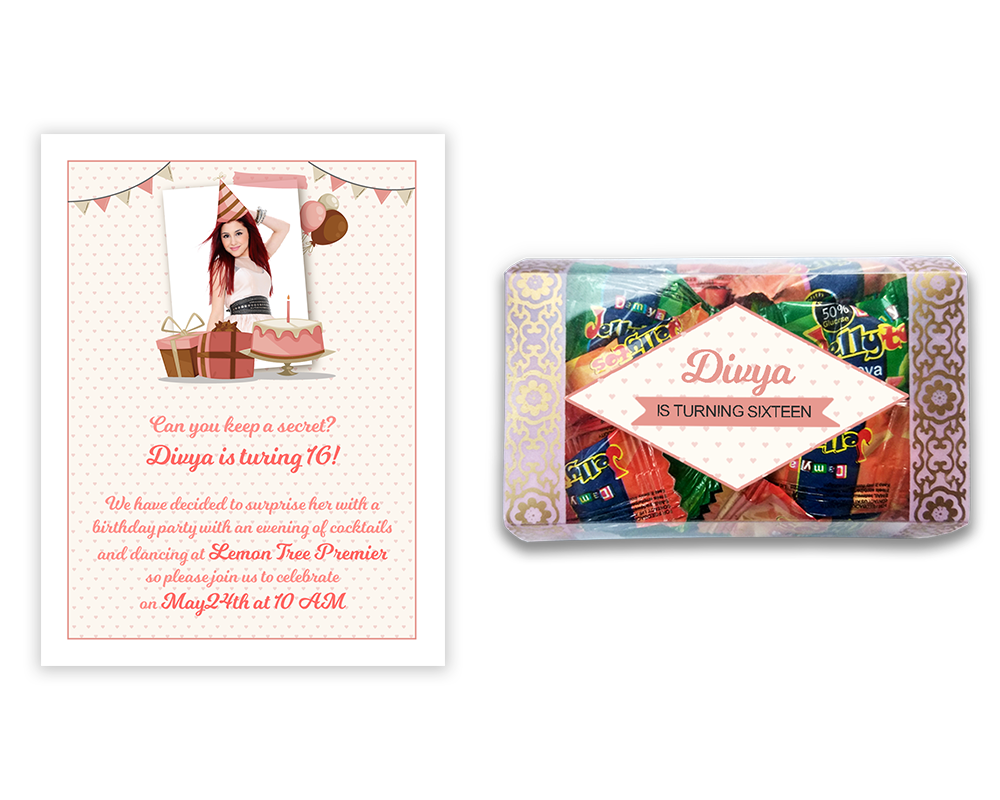 Can you keep a secret?
Divya is turing 16!
We have decided to surprise her with a
birthday party with an evening of cocktails
and dancing at Lemon Tree Premier
so please join us to celebrate
on May24th at 10 AM
Divya
IS TURNING SIXTEEN
50%
Glucose